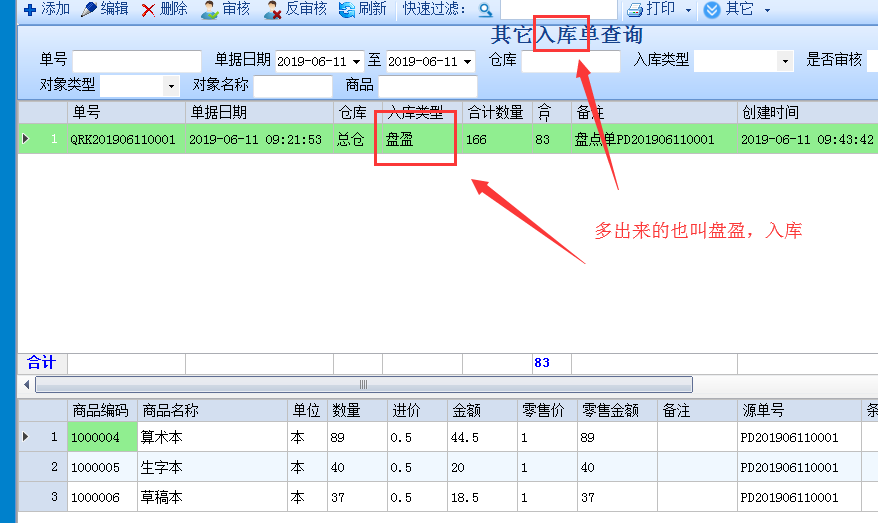 添加 编辑 删除 审核 反审核 刷新 快速过滤： 打印 其它
其它入库单查询
单号 单据日期 2019-06-11 至 2019-06-11 仓库 入库类型 是否审核
对象类型 对象名称 商品
单号 单据日期 仓库 入库类型 合计数量 合 备注 创建时间
1 QRK201906110001 2019-06-11 09:21:53 总仓 盘盈 166 83 盘点单PD201906110001 2019-06-11 09:43:42
多出来的也叫盘盈，入库
合计 83
商品编码 商品名称 单位 数量 进价 金额 零售价 零售金额 备注 源单号 条
1 1000004 算术本 本 89 0.5 44.5 1 89 PD201906110001
2 1000005 生字本 本 40 0.5 20 1 40 PD201906110001
3 1000006 草稿本 本 37 0.5 18.5 1 37 PD201906110001